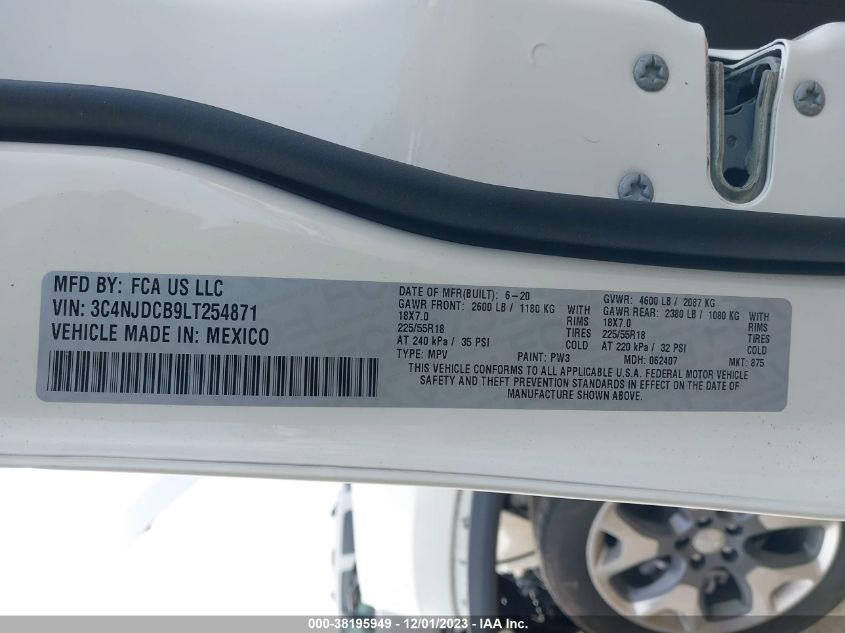 MFD BY: FCA US LLC
VIN: 3C4NJDCB9LT254871
VEHICLE MADE IN: MEXICO
DATE OF MFR(BUILT): 6-20
GAWR FRONT: 2600 LB / 1180 KG WITH
18X7.0 RIMS
225/55R18 TIRES
AT 240 kPa / 35 PSI COLD
TYPE: MPV PAINT: PW3
GVWR: 4600 LB / 2087 KG
GAWR REAR: 2380 LB / 1080 KG WITH
18X7.0 RIMS
225/55R18 TIRES
AT 220 kPa / 32 PSI COLD
MDH: 062407 MKT: 875
THIS VEHICLE CONFORMS TO ALL APPLICABLE U.S.A. FEDERAL MOTOR VEHICLE
SAFETY AND THEFT PREVENTION STANDARDS IN EFFECT ON THE DATE OF
MANUFACTURE SHOWN ABOVE.
000-38195949 - 12/01/2023 - IAA Inc.